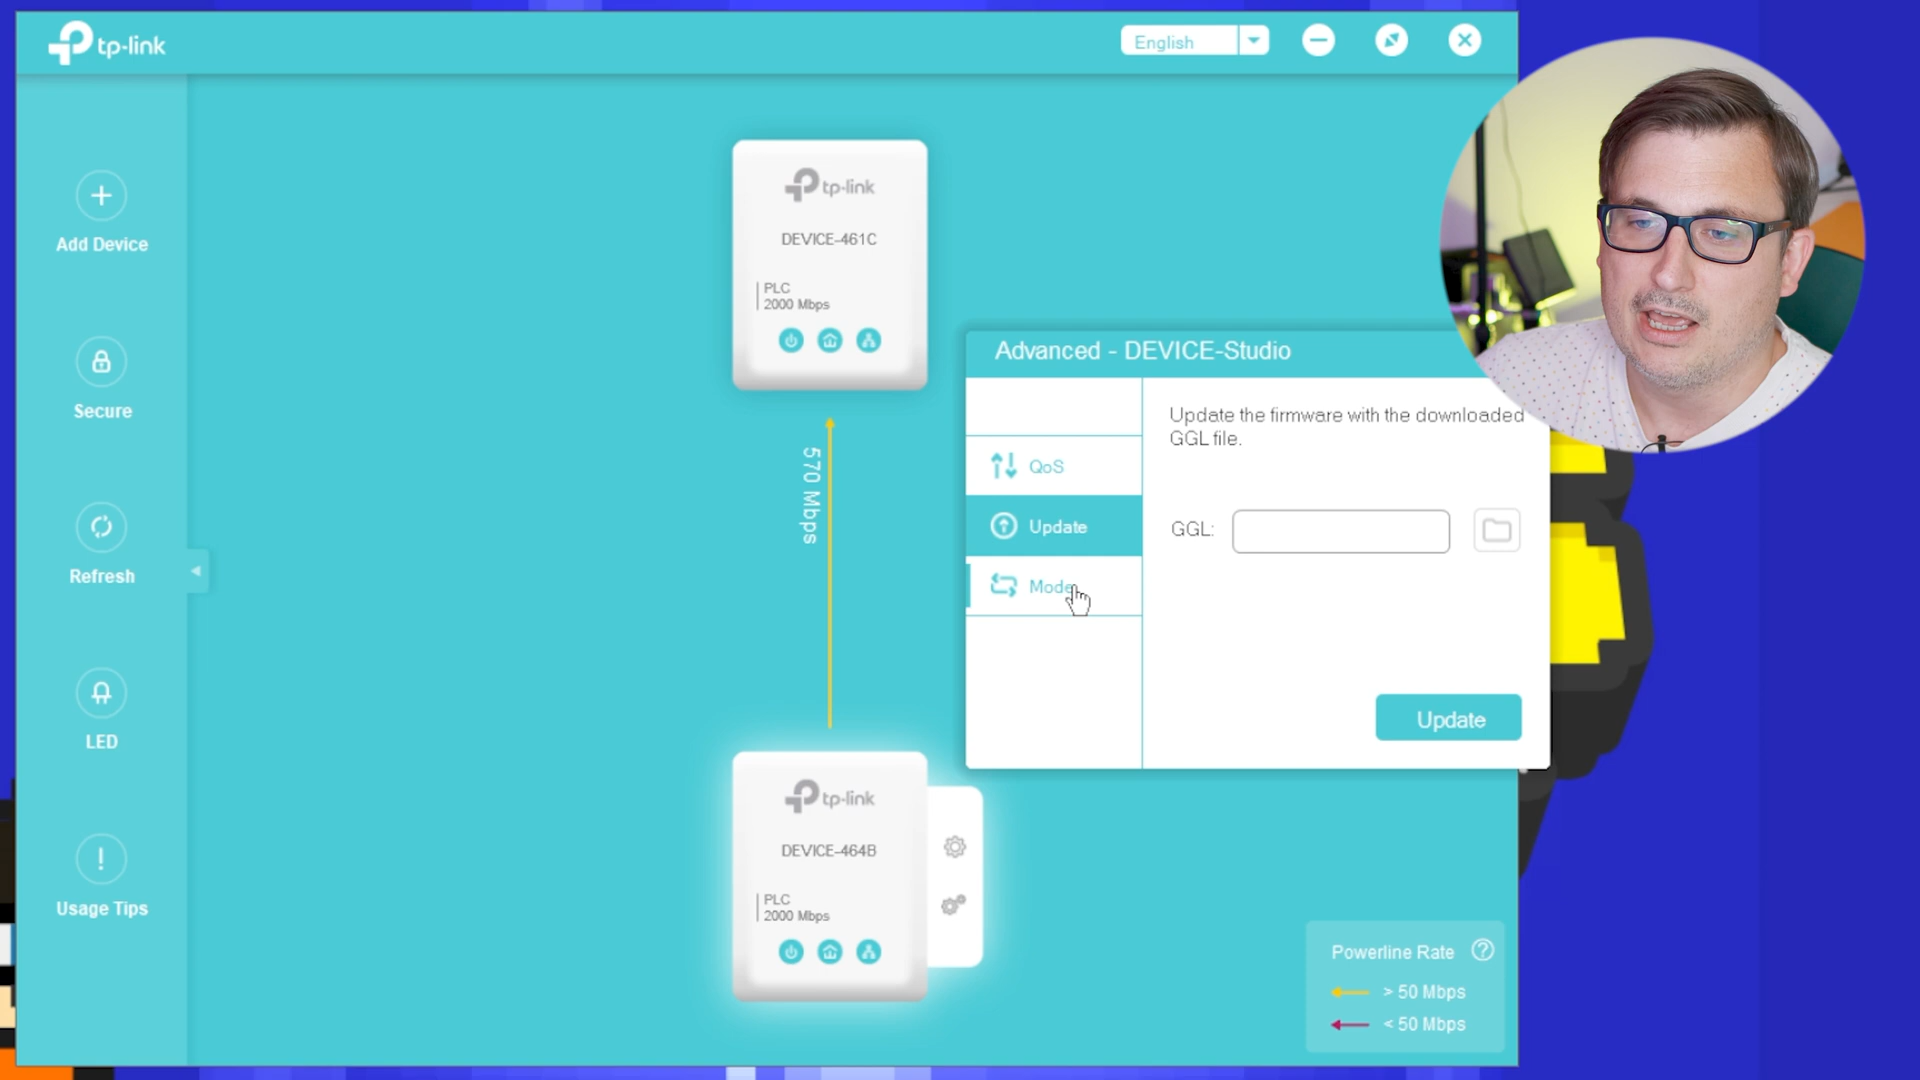 tp-link
English
Add Device
Secure
Refresh
LED
Usage Tips
tp-link
DEVICE-461C
PLC
2000 Mbps
570 Mbps
Advanced - DEVICE-Studio
QoS
Update
Mode
Update the firmware with the downloaded
GGL file.
GGL:
Update
tp-link
DEVICE-464B
PLC
2000 Mbps
Powerline Rate ?
> 50 Mbps
< 50 Mbps